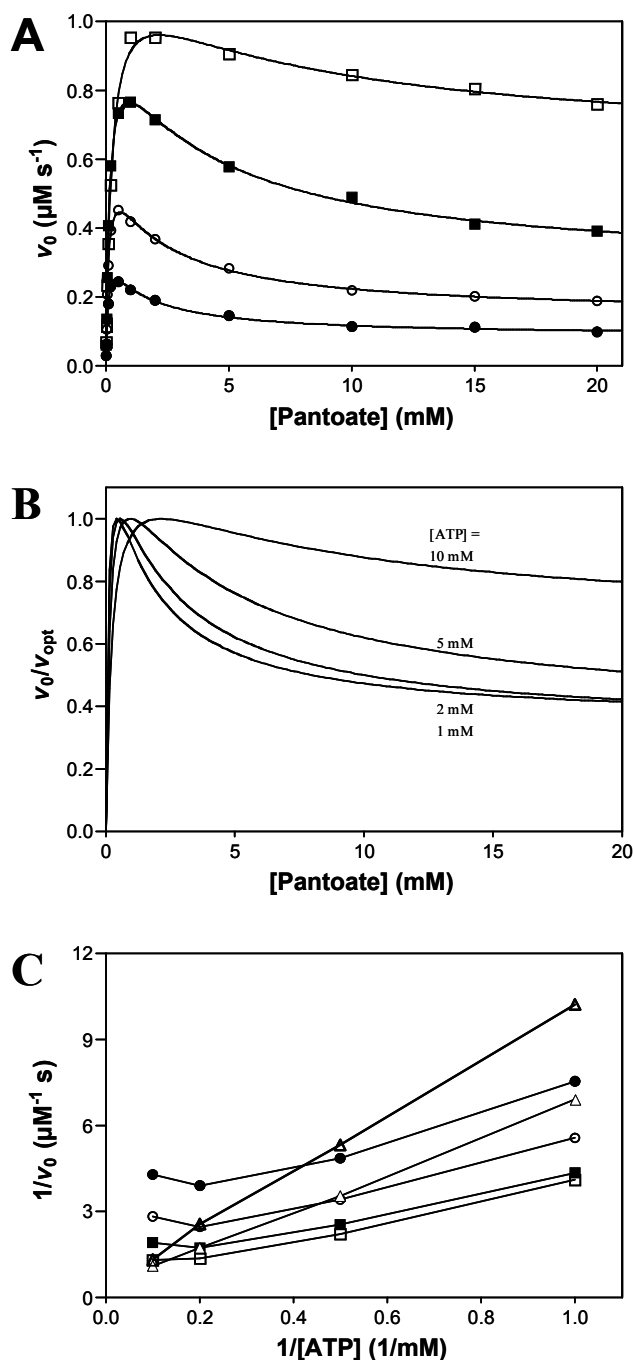 A
1.0
0.8
0.6
0.4
0.2
0.0
v₀ (µM s⁻¹)
0 5 10 15 20
[Pantoate] (mM)
B
1.0
0.8
0.6
0.4
0.2
0.0
v₀/vopt
[ATP] =
10 mM
5 mM
2 mM
1 mM
0 5 10 15 20
[Pantoate] (mM)
C
12
9
6
3
0
1/v₀ (µM⁻¹ s)
0.0 0.2 0.4 0.6 0.8 1.0
1/[ATP] (1/mM)